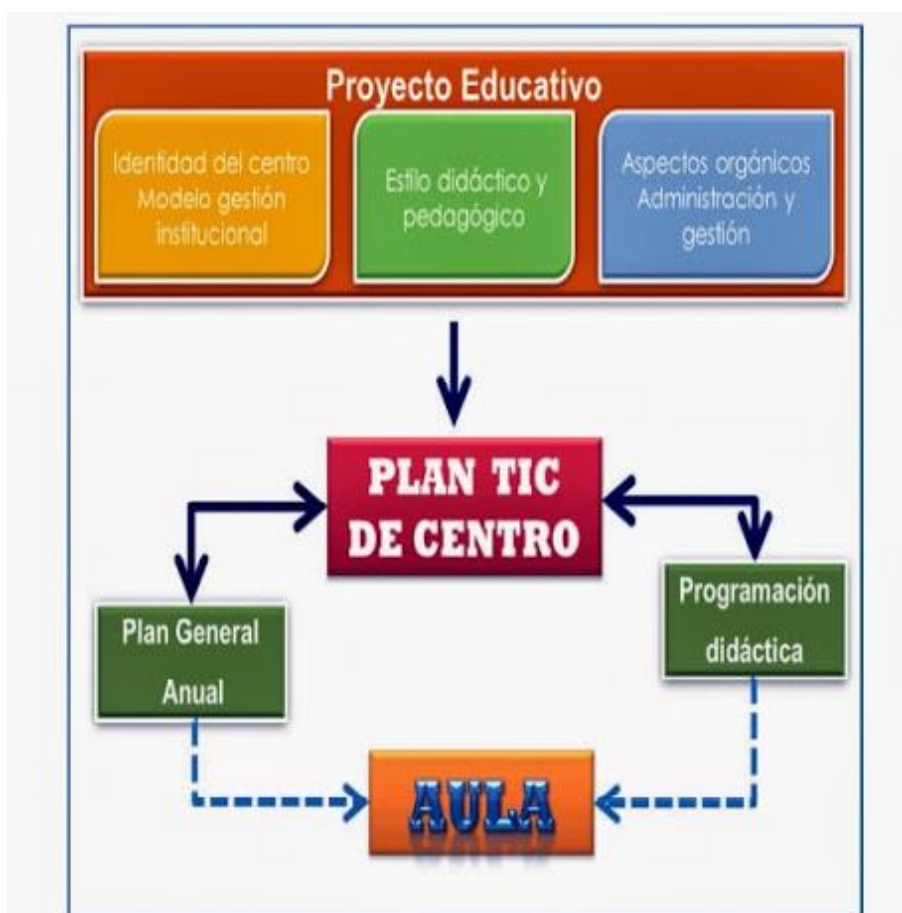 Proyecto Educativo
Identidad del centro
Modelo gestión
institucional
Estilo didáctico y
pedagógico
Aspectos orgánicos
Administración y
gestión
PLAN TIC
DE CENTRO
Plan General
Anual
Programación
didáctica
AULA